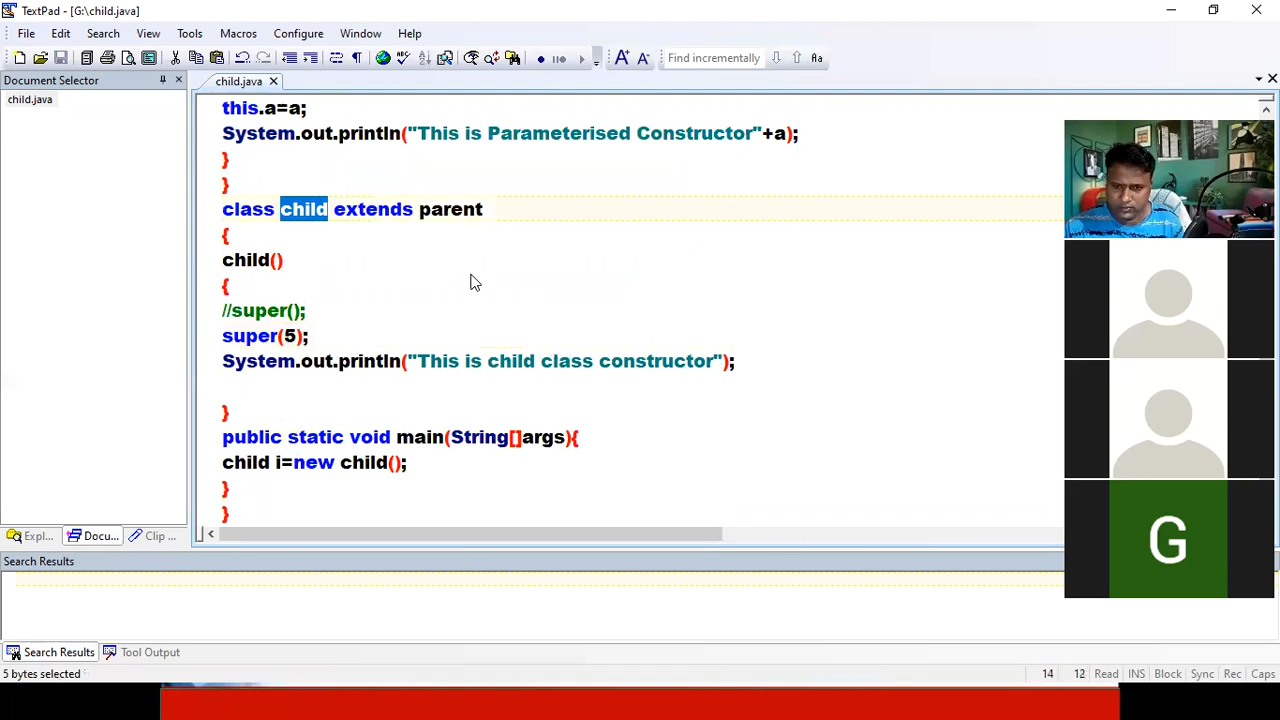 TextPad - [G:\child.java]
File Edit Search View Tools Macros Configure Window Help
Find incrementally
Document Selector
child.java
child.java
this.a=a;
System.out.println("This is Parameterised Constructor"+a);
}
}
class child extends parent
{
child()
{
//super();
super(5);
System.out.println("This is child class constructor");
}
public static void main(String[]args){
child i=new child();
}
}
Expl... Docu... Clip ...
Search Results
Search Results Tool Output
5 bytes selected 14 12 Read INS Block Sync Rec Caps
G